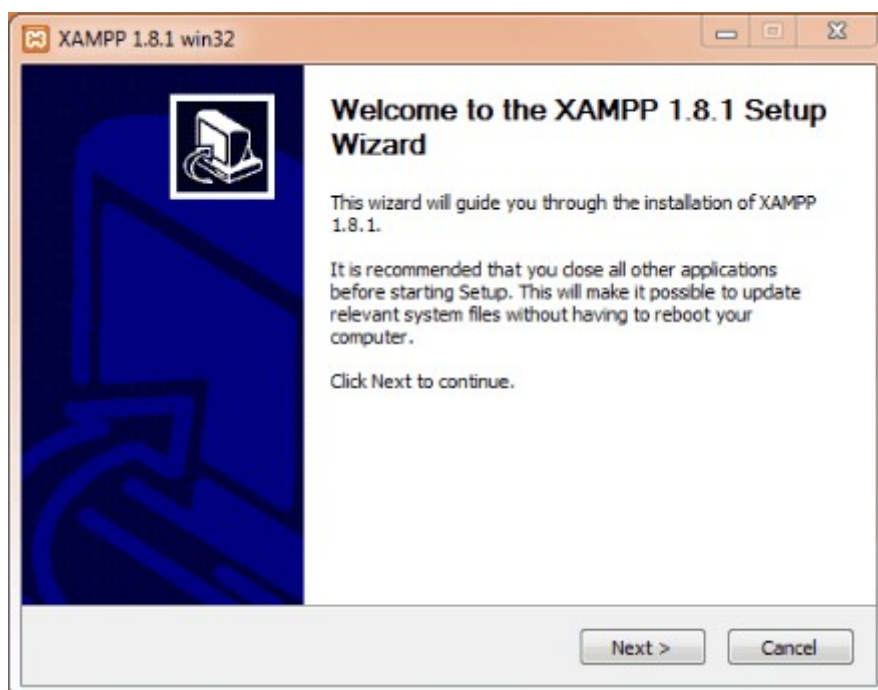 XAMPP 1.8.1 win32
Welcome to the XAMPP 1.8.1 Setup
Wizard
This wizard will guide you through the installation of XAMPP
1.8.1.
It is recommended that you close all other applications
before starting Setup. This will make it possible to update
relevant system files without having to reboot your
computer.
Click Next to continue.
Next >
Cancel